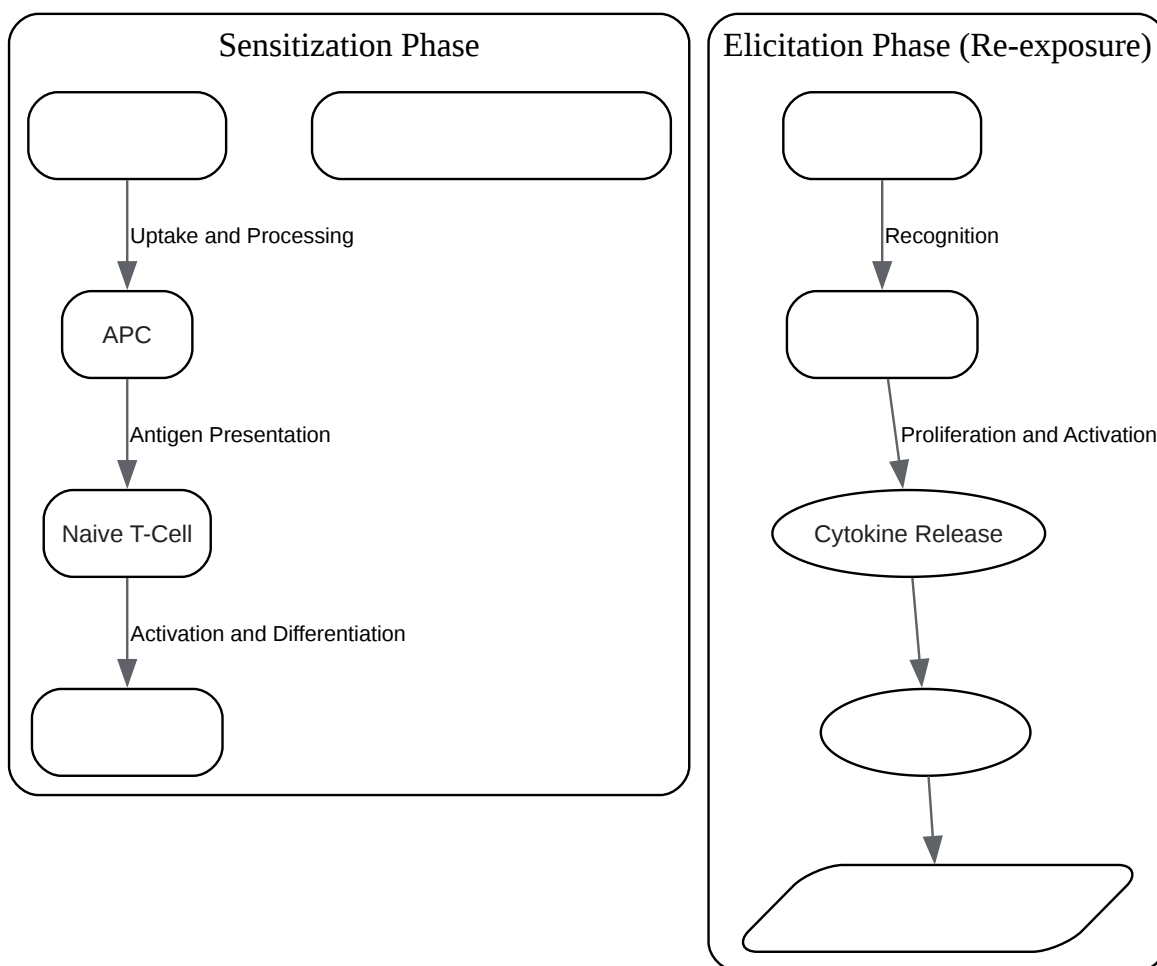 Sensitization Phase
Uptake and Processing
APC
Antigen Presentation
Naive T-Cell
Activation and Differentiation
Elicitation Phase (Re-exposure)
Recognition
Proliferation and Activation
Cytokine Release